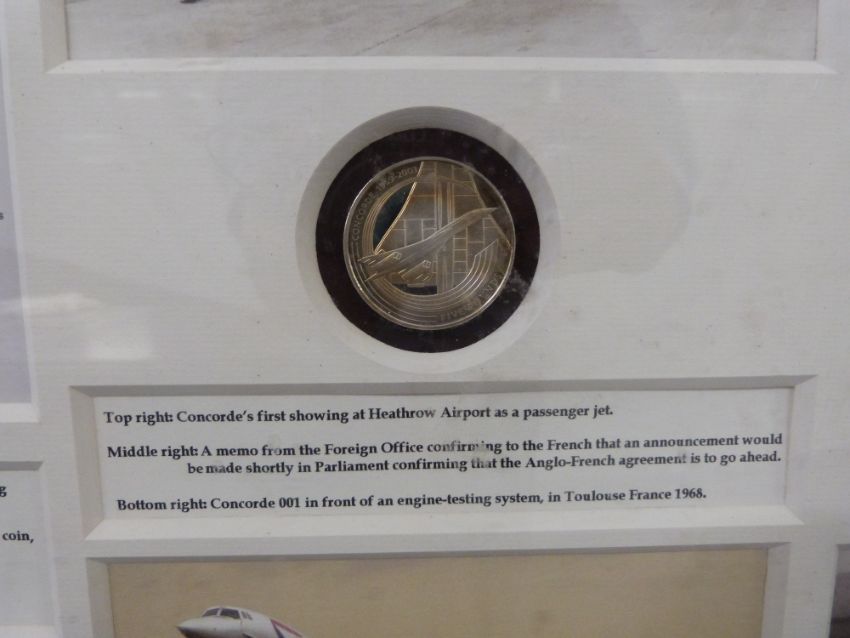 CONCORDE 1969-2003
FIVE
s
g
coin,
Top right: Concorde's first showing at Heathrow Airport as a passenger jet.
Middle right: A memo from the Foreign Office confirming to the French that an announcement would
be made shortly in Parliament confirming that the Anglo-French agreement is to go ahead.
Bottom right: Concorde 001 in front of an engine-testing system, in Toulouse France 1968.